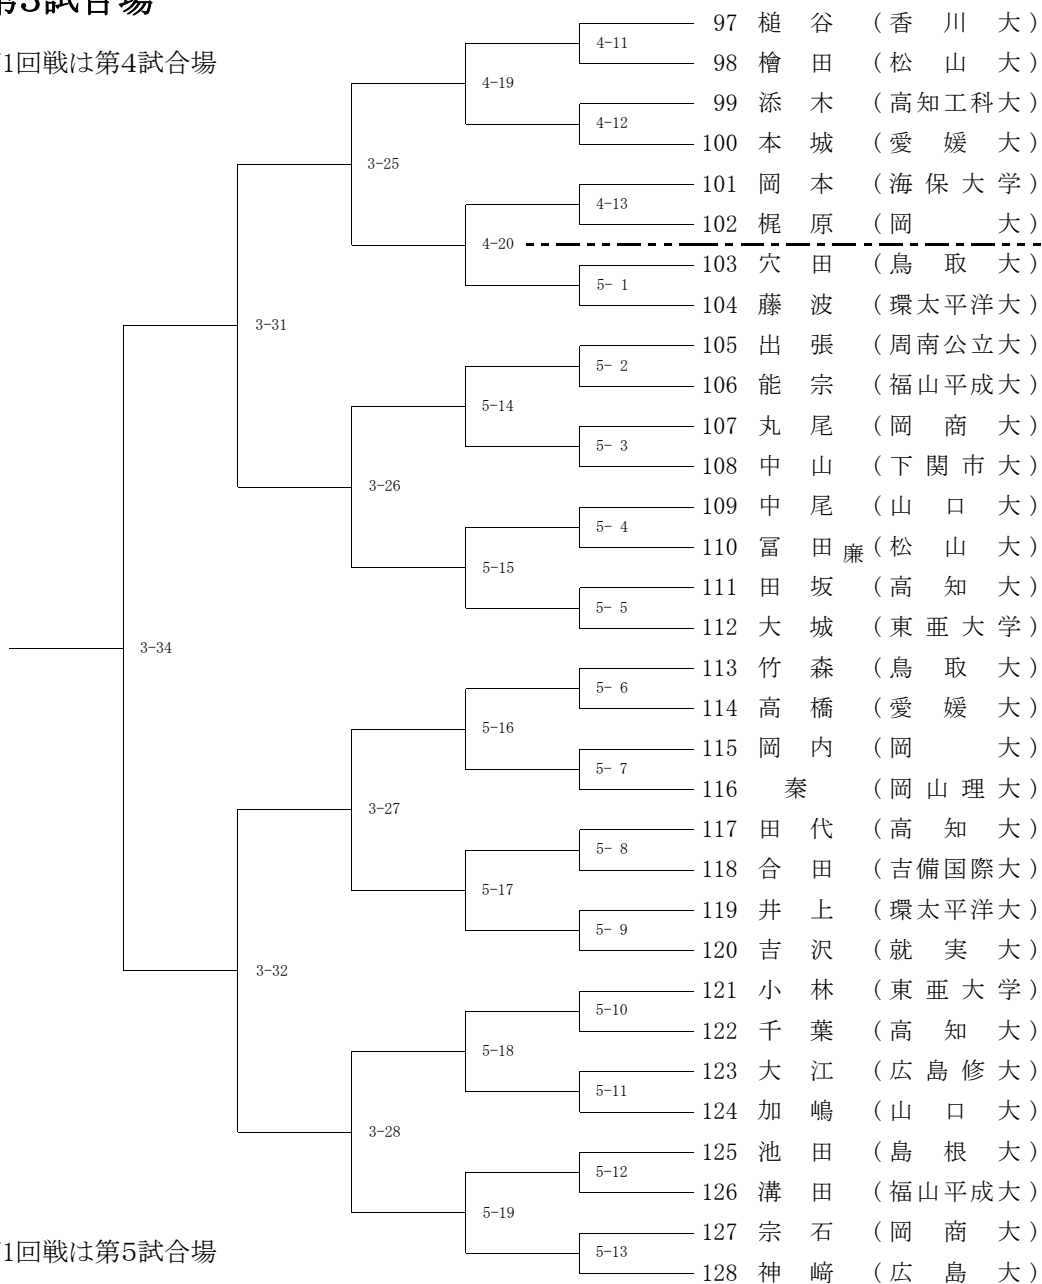 第3試合場
1回戦は第4試合場
97 槌谷 (香川大)
4-11
98 檜田 (松山大)
4-19
99 添木 (高知工科大)
4-12
100 本城 (愛媛大)
3-25
101 岡本 (海保大学)
4-13
102 梶原 (岡大)
4-20
103 穴田 (鳥取大)
5- 1
104 藤波 (環太平洋大)
3-31
105 出張 (周南公立大)
5- 2
106 能宗 (福山平成大)
5-14
107 丸尾 (岡商大)
5- 3
108 中山 (下関市大)
3-26
109 中尾 (山口大)
5- 4
110 冨田廉 (松山大)
5-15
111 田坂 (高知大)
5- 5
112 大城 (東亜大学)
3-34
113 竹森 (鳥取大)
5- 6
114 高橋 (愛媛大)
5-16
115 岡内 (岡大)
5- 7
116 秦 (岡山理大)
3-27
117 田代 (高知大)
5- 8
118 合田 (吉備国際大)
5-17
119 井上 (環太平洋大)
5- 9
120 吉沢 (就実大)
3-32
121 小林 (東亜大学)
5-10
122 千葉 (高知大)
5-18
123 大江 (広島修大)
5-11
124 加嶋 (山口大)
3-28
125 池田 (島根大)
5-12
126 溝田 (福山平成大)
5-19
127 宗石 (岡商大)
5-13
1回戦は第5試合場
128 神﨑 (広島大)